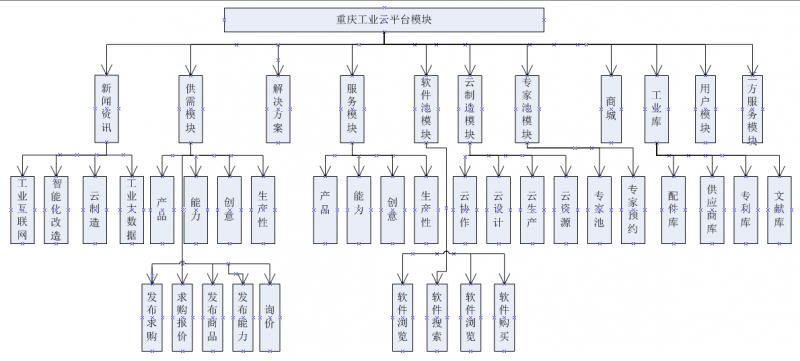 重庆工业云平台模块
新闻资讯
供需模块
解决方案
服务模块
软件池模块
云制造模块
专家池模块
商城
工业库
用户模块
二方服务模块
工业互联网
智能化改造
云制造
工业大数据
产品
能力
创意
生产性
产品
能力
创意
生产性
云协作
云设计
云生产
云资源
专家池
专家预约
配件库
供应商库
专利库
文献库
发布求购
求购报价
发布商品
发布能力
询价
软件浏览
软件搜索
软件浏览
软件购买